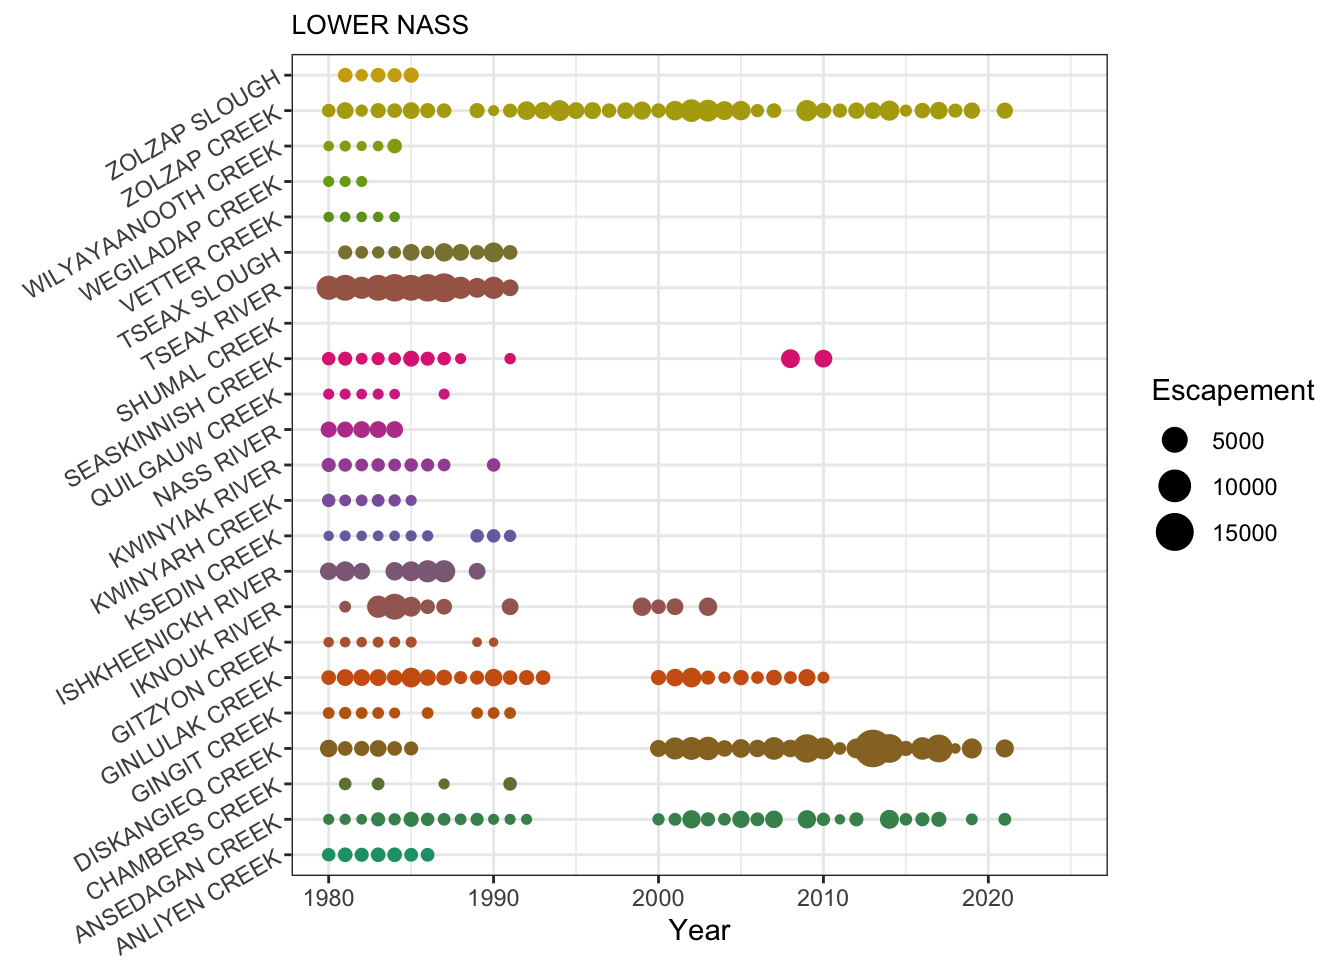 LOWER NASS
ZOLZAP SLOUGH
ZOLZAP CREEK
WILYAYAANOOTH CREEK
WEGILADAP CREEK
VETTER CREEK
TSEAX SLOUGH
TSEAX RIVER
SHUMAL CREEK
SEASKINNISH CREEK
QUILGAUW CREEK
NASS RIVER
KWINYIAK RIVER
KWINYARH CREEK
KSEDIN CREEK
ISHKHEENICKH RIVER
IKNOUK RIVER
GITZYON CREEK
GINLULAK CREEK
GINGIT CREEK
DISKANGIEQ CREEK
CHAMBERS CREEK
ANSEDAGAN CREEK
ANLIYEN CREEK
1980 1990 2000 2010 2020
Year
Escapement
5000
10000
15000